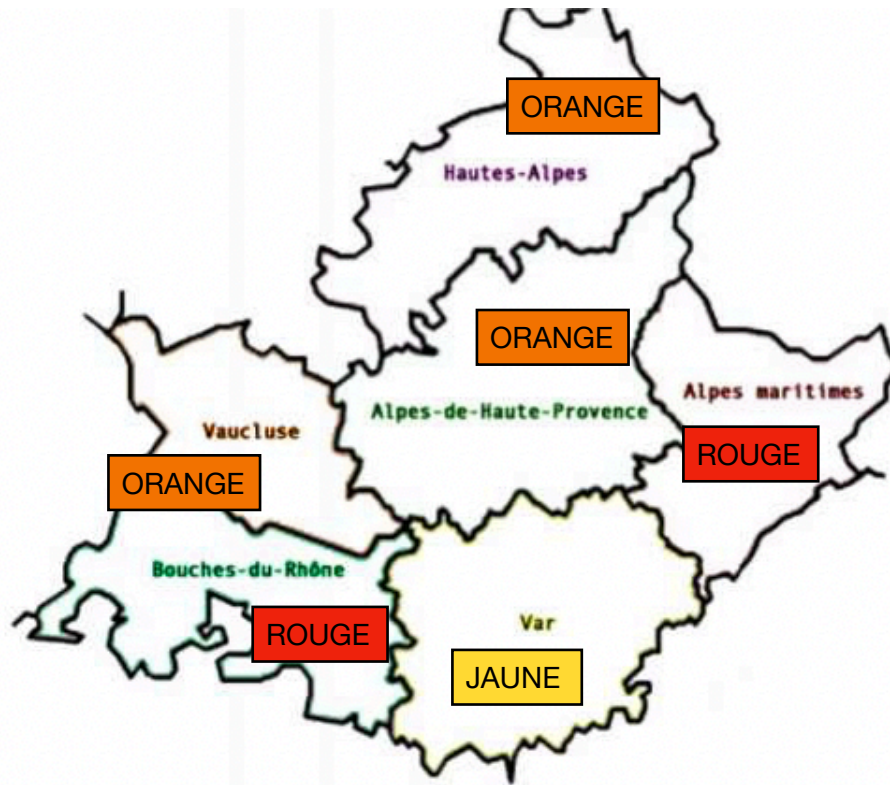 ORANGE
Hautes-Alpes
ORANGE
Alpes maritimes
Alpes-de-Haute-Provence
Vaucluse
ROUGE
ORANGE
Bouches-du-Rhône
Var
ROUGE
JAUNE